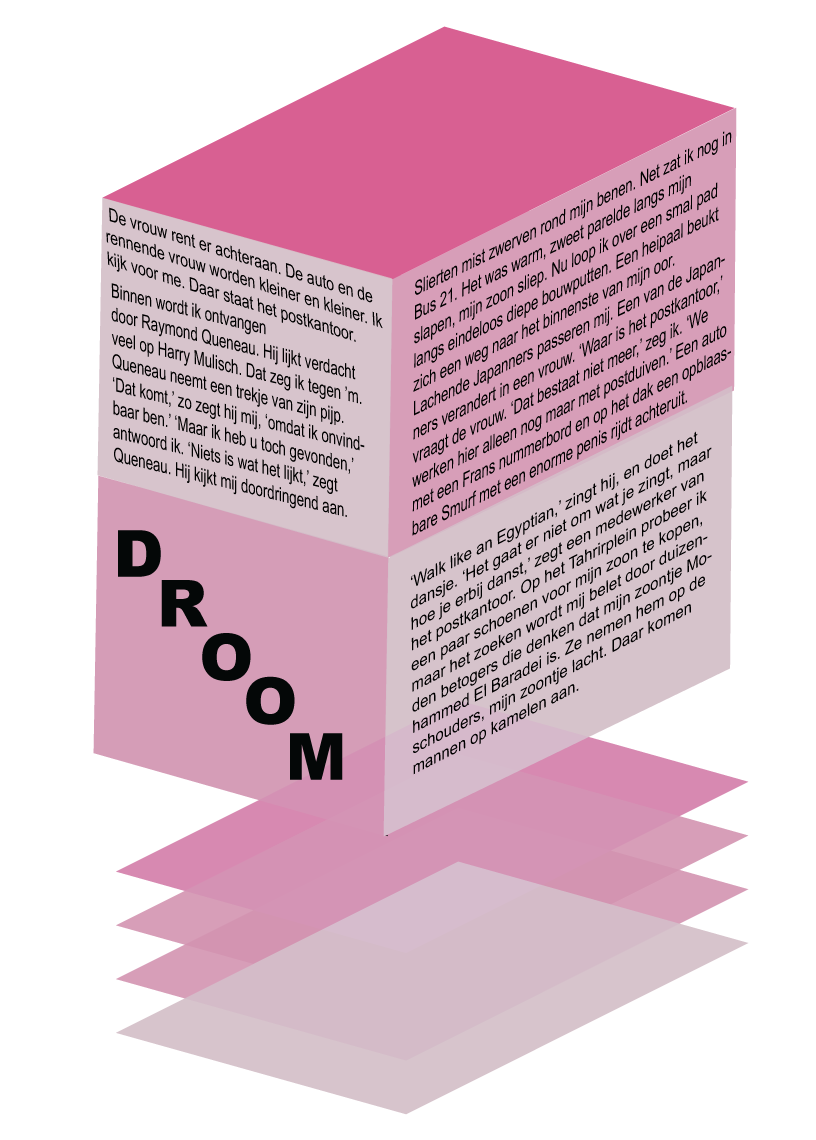 De vrouw rent er achteraan. De auto en de
rennende vrouw worden kleiner en kleiner. Ik
kijk voor me. Daar staat het postkantoor.
Binnen wordt ik ontvangen
door Raymond Queneau. Hij lijkt verdacht
veel op Harry Mulisch. Dat zeg ik tegen ’m.
Queneau neemt een trekje van zijn pijp.
‘Dat komt,’ zo zegt hij mij, ‘omdat ik onvind-
baar ben.’ ‘Maar ik heb u toch gevonden,’
antwoord ik. ‘Niets is wat het lijkt,’ zegt
Queneau. Hij kijkt mij doordringend aan.
DROOM
Slierten mist zwerven rond mijn benen. Net zat ik nog in
Bus 21. Het was warm, zweet parelde langs mijn
slapen, mijn zoon sliep. Nu loop ik over een smal pad
langs eindeloos diepe bouwputten. Een heipaal beukt
zich een weg naar het binnenste van mijn oor.
Lachende Japanners passeren mij. Een van de Japan-
ners verandert in een vrouw. ‘Waar is het postkantoor,’
vraagt de vrouw. ‘Dat bestaat niet meer,’ zeg ik. ‘We
werken hier alleen nog maar met postduiven.’ Een auto
met een Frans nummerbord en op het dak een opblaas-
bare Smurf met een enorme penis rijdt achteruit.
‘Walk like an Egyptian,’ zingt hij, en doet het
dansje. ‘Het gaat er niet om wat je zingt, maar
hoe je erbij danst,’ zegt een medewerker van
het postkantoor. Op het Tahrirplein probeer ik
een paar schoenen voor mijn zoon te kopen,
maar het zoeken wordt mij belet door duizen-
den betogers die denken dat mijn zoontje Mo-
hammed El Baradei is. Ze nemen hem op de
schouders, mijn zoontje lacht. Daar komen
mannen op kamelen aan.